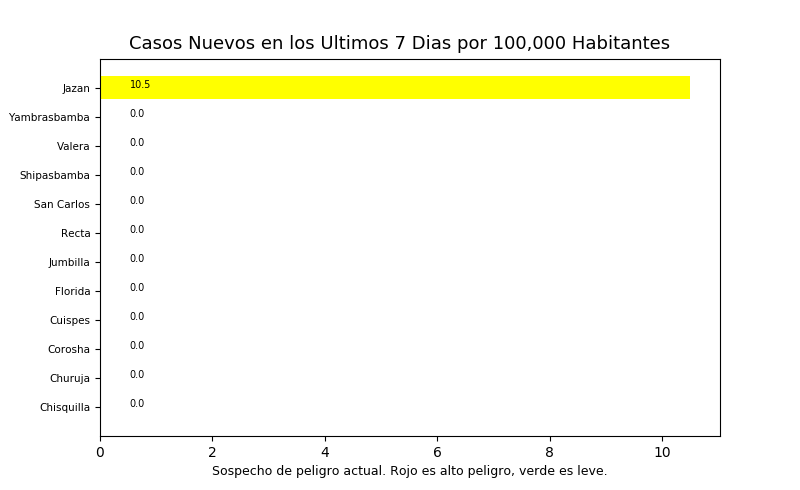 Casos Nuevos en los Ultimos 7 Dias por 100,000 Habitantes
Jazan 10.5
Yambrasbamba 0.0
Valera 0.0
Shipasbamba 0.0
San Carlos 0.0
Recta 0.0
Jumbilla 0.0
Florida 0.0
Cuispes 0.0
Corosha 0.0
Churuja 0.0
Chisquilla 0.0
0 2 4 6 8 10
Sospecho de peligro actual. Rojo es alto peligro, verde es leve.